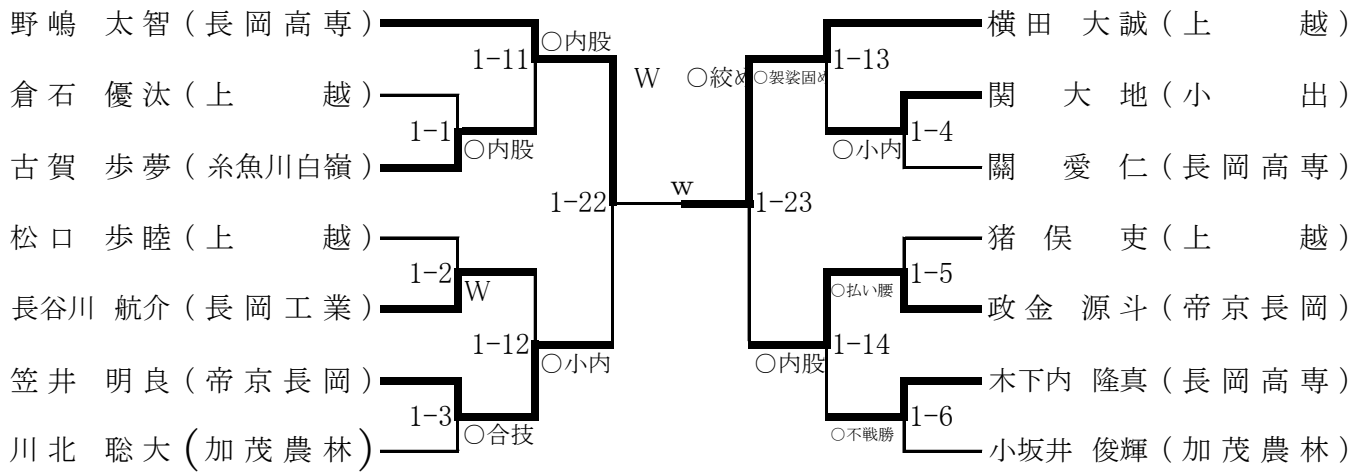 野嶋 太智(長岡高専)
○内股
1-11
倉石 優汰(上 越)
1-1
○内股
古賀 歩夢(糸魚川白嶺)
1-22
松口 歩睦(上 越)
1-2
W
長谷川 航介(長岡工業)
1-12
○小内
笠井 明良(帝京長岡)
1-3
○合技
川北 聡大(加茂農林)
W ○絞め
w
横田 大誠(上 越)
○袈裟固め
1-13
関 大地(小 出)
1-4
○小内
關 愛仁(長岡高専)
1-23
猪俣 吏(上 越)
1-5
○払い腰
政金 源斗(帝京長岡)
1-14
○内股
木下内 隆真(長岡高専)
1-6
○不戦勝
小坂井 俊輝(加茂農林)